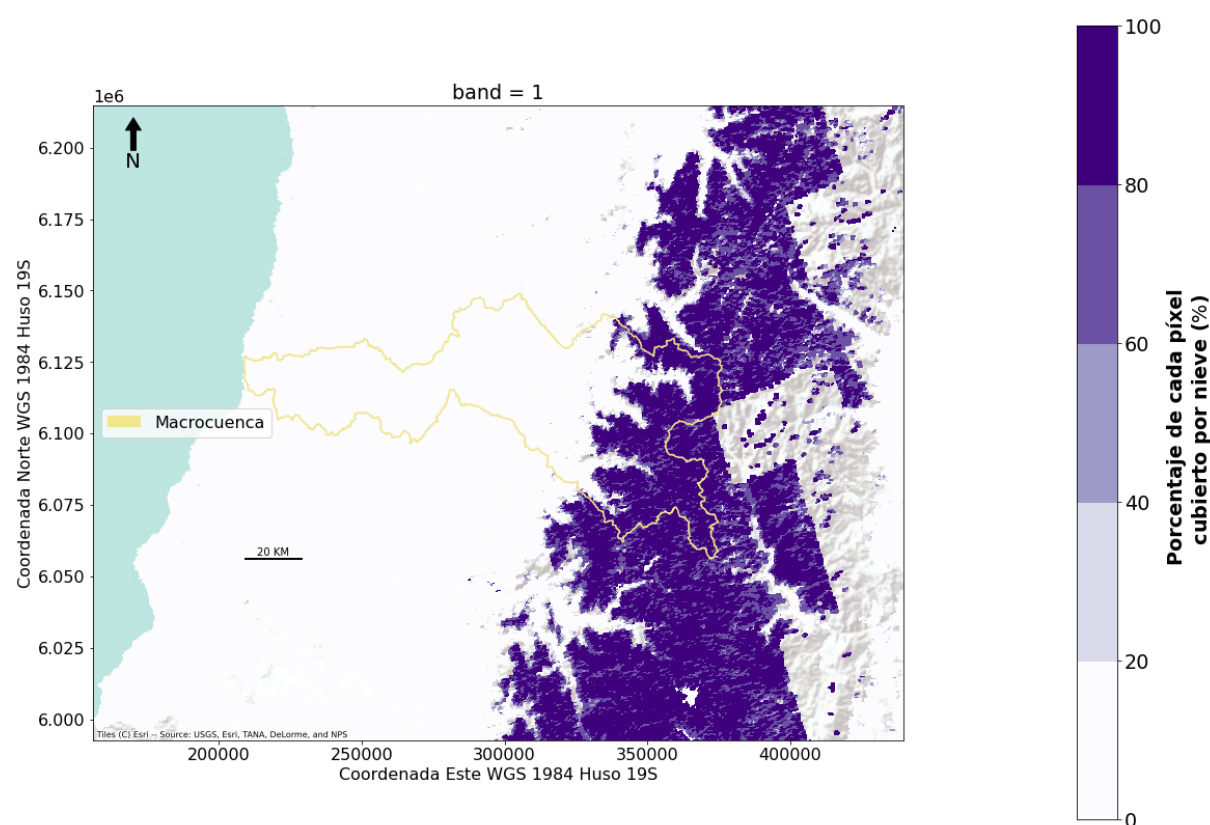 band = 1
1e6
N
6.200
6.175
6.150
6.125
6.100
6.075
6.050
6.025
6.000
Coordenada Norte WGS 1984 Huso 19S
Macrocuenca
20 KM
Tiles (C) Esri -- Source: USGS, Esri, TANA, DeLorme, and NPS
200000
250000
300000
350000
400000
Coordenada Este WGS 1984 Huso 19S
100
80
60
40
20
0
Porcentaje de cada píxel
cubierto por nieve (%)